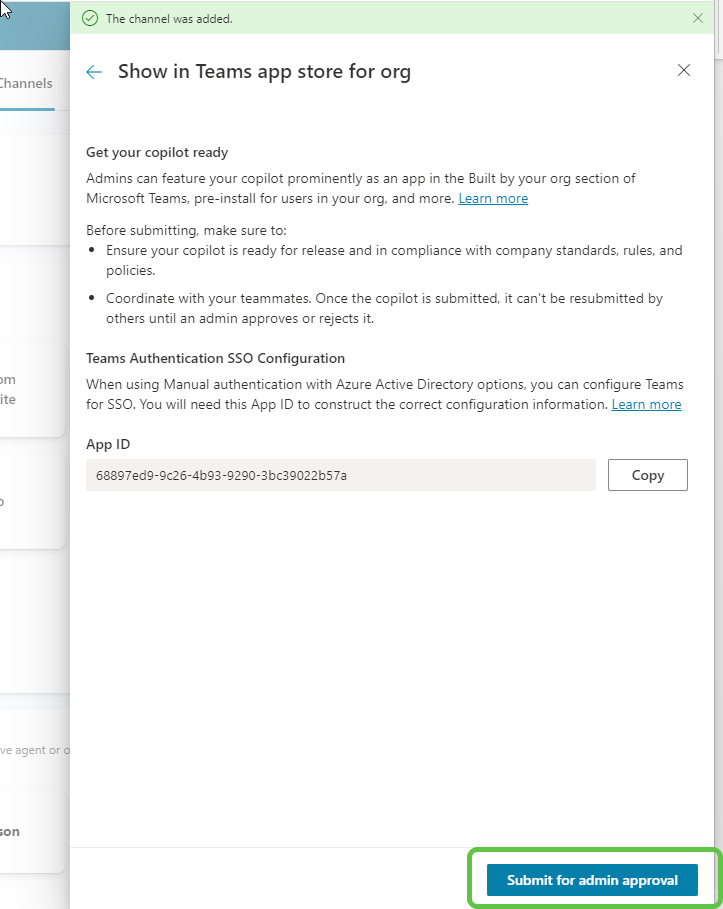 The channel was added.
Channels
Show in Teams app store for org
Get your copilot ready
Admins can feature your copilot prominently as an app in the Built by your org section of
Microsoft Teams, pre-install for users in your org, and more. Learn more
Before submitting, make sure to:
• Ensure your copilot is ready for release and in compliance with company standards, rules, and
policies.
• Coordinate with your teammates. Once the copilot is submitted, it can't be resubmitted by
others until an admin approves or rejects it.
Teams Authentication SSO Configuration
When using Manual authentication with Azure Active Directory options, you can configure Teams
for SSO. You will need this App ID to construct the correct configuration information. Learn more
App ID
68897ed9-9c26-4b93-9290-3bc39022b57a
Copy
agent or
Submit for admin approval